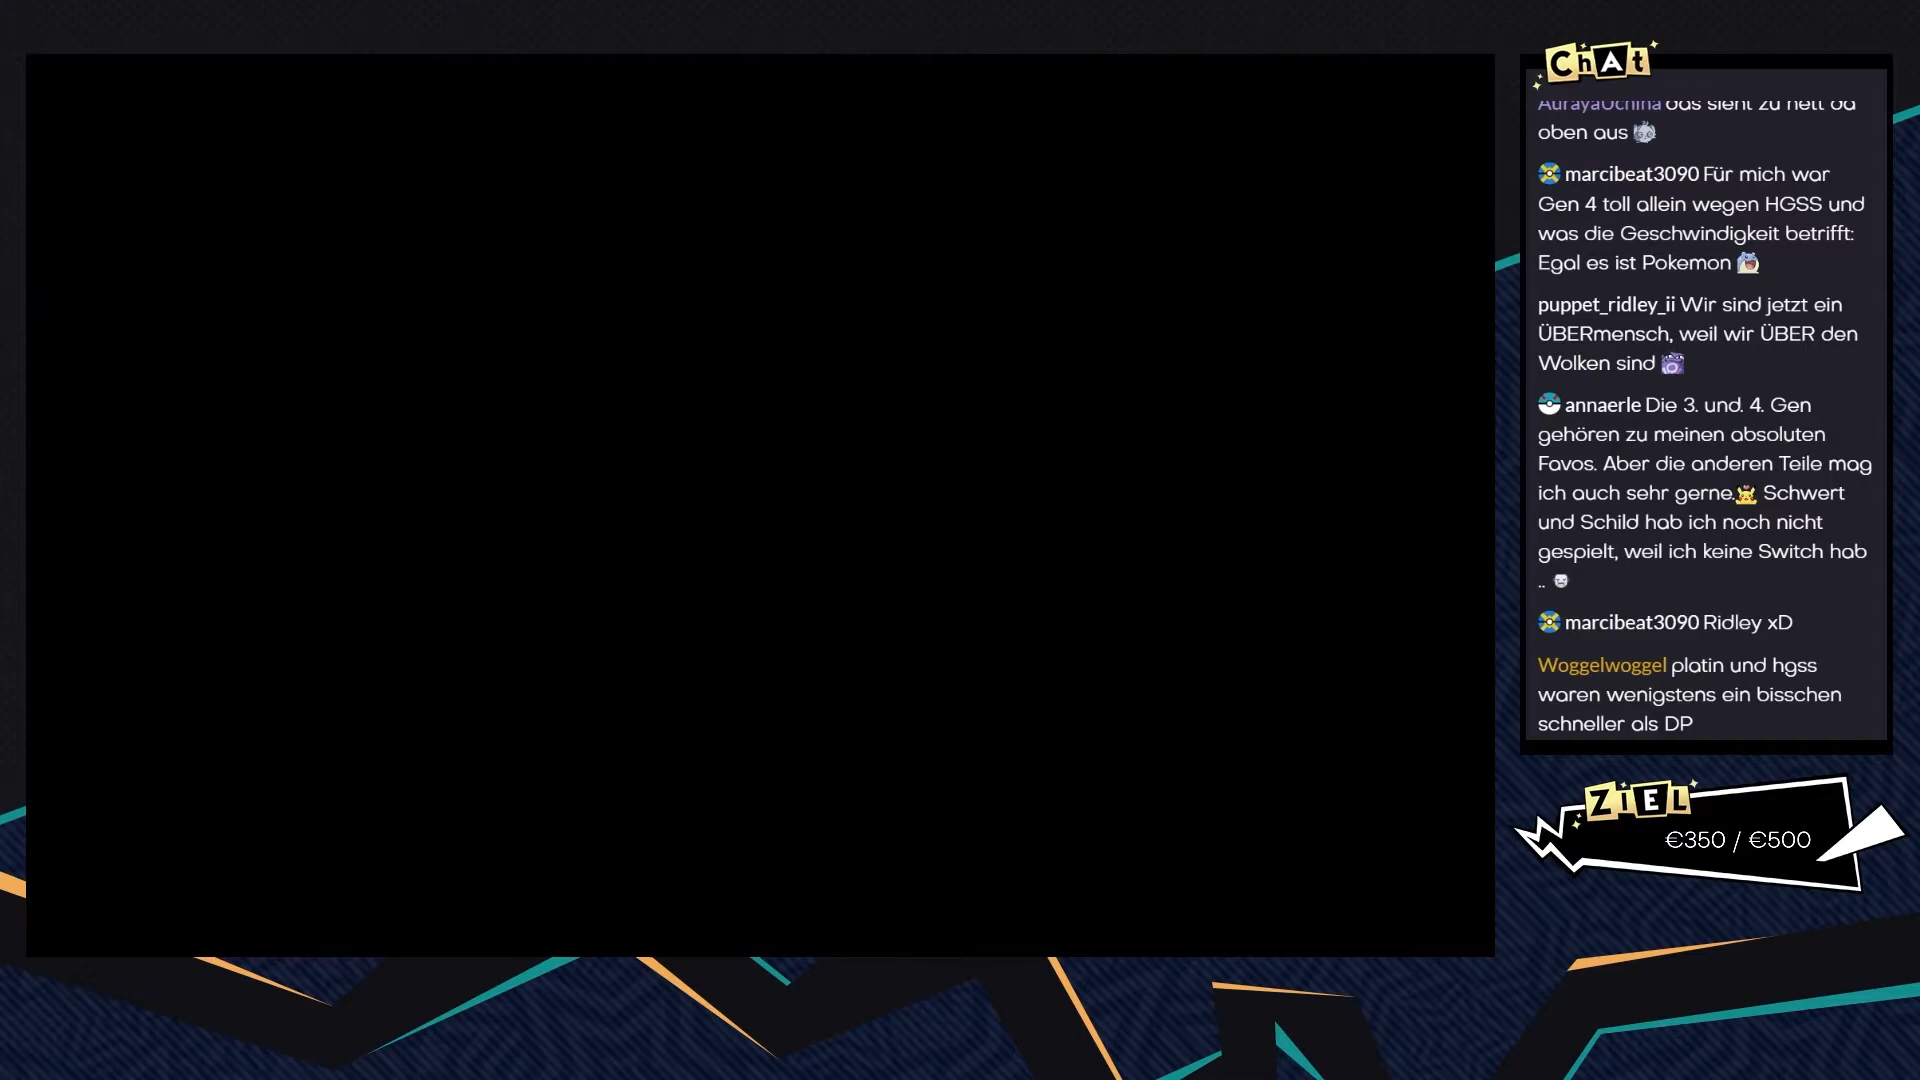 ChAt
AurayaOchina das sieht zu nett da
oben aus
marcibeat3090 Für mich war
Gen 4 toll allein wegen HGSS und
was die Geschwindigkeit betrifft:
Egal es ist Pokemon
puppet_ridley_ii Wir sind jetzt ein
ÜBERmensch, weil wir ÜBER den
Wolken sind
annaerle Die 3. und. 4. Gen
gehören zu meinen absoluten
Favos. Aber die anderen Teile mag
ich auch sehr gerne. Schwert
und Schild hab ich noch nicht
gespielt, weil ich keine Switch hab
..
marcibeat3090 Ridley xD
Woggelwoggel platin und hgss
waren wenigstens ein bisschen
schneller als DP
ZiEL
€350 / €500